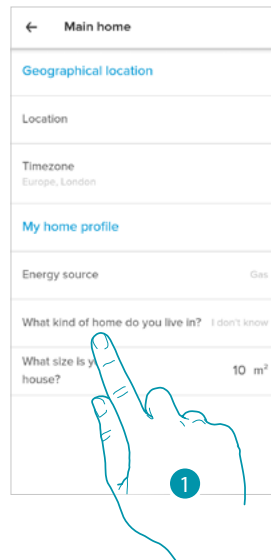 ← Main home
Geographical location
Location
Timezone
Europe, London
My home profile
Energy source Gas
What kind of home do you live in? I don't know
What size is y
house? 10 m²
1